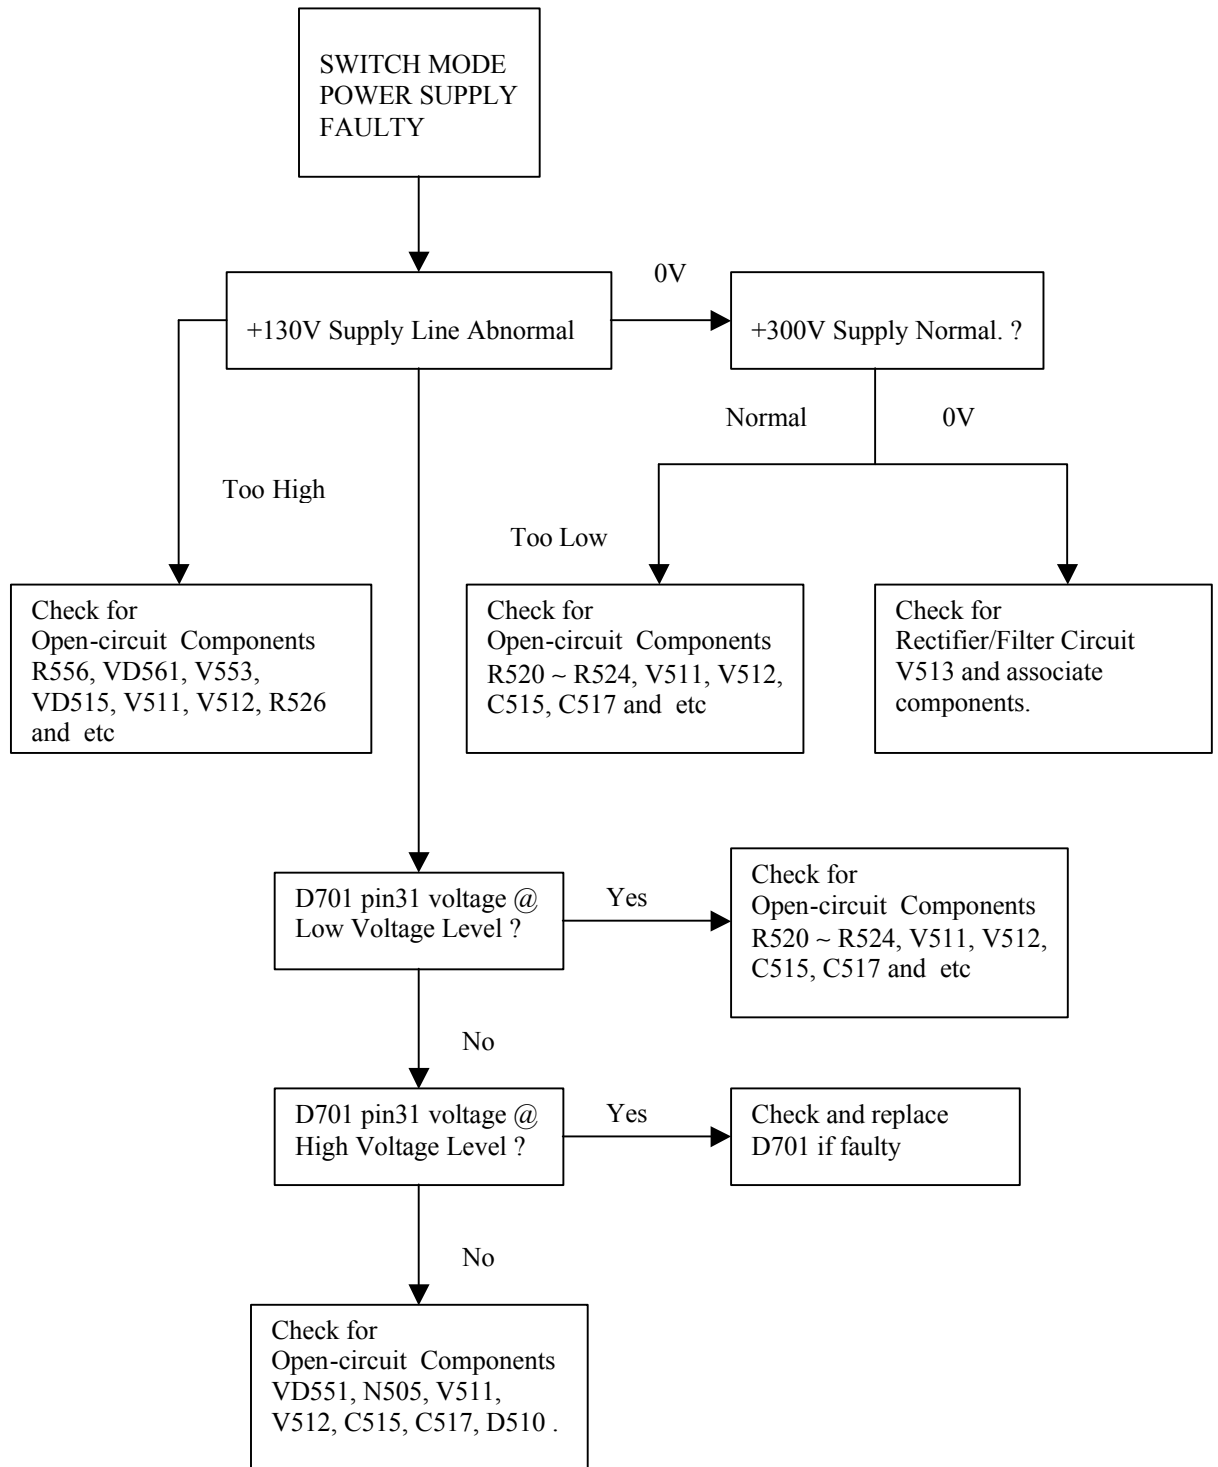 SWITCH MODE
POWER SUPPLY
FAULTY
0V
+130V Supply Line Abnormal
+300V Supply Normal. ?
Normal
0V
Too High
Too Low
Check for
Open-circuit Components
R556, VD561, V553,
VD515, V511, V512, R526
and etc
Check for
Open-circuit Components
R520 ~ R524, V511, V512,
C515, C517 and etc
Check for
Rectifier/Filter Circuit
V513 and associate
components.
D701 pin31 voltage @
Low Voltage Level ?
Yes
Check for
Open-circuit Components
R520 ~ R524, V511, V512,
C515, C517 and etc
No
D701 pin31 voltage @
High Voltage Level ?
Yes
Check and replace
D701 if faulty
No
Check for
Open-circuit Components
VD551, N505, V511,
V512, C515, C517, D510 .